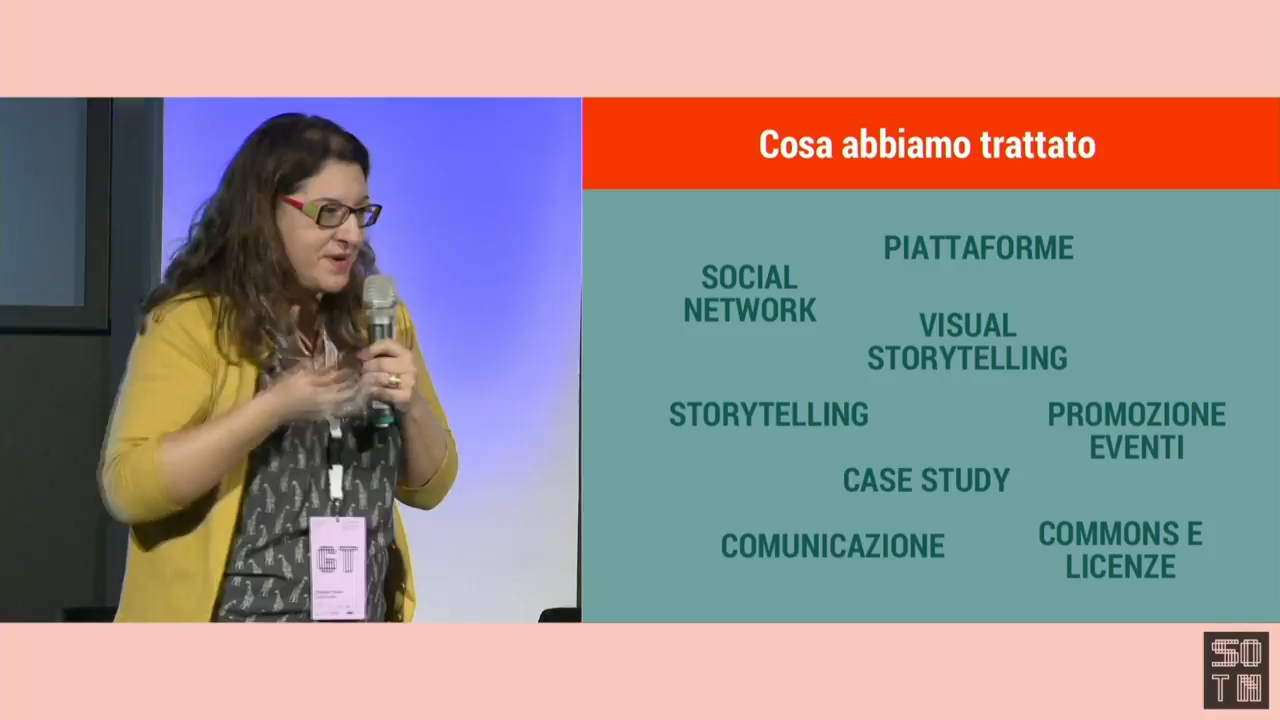 Cosa abbiamo trattato
PIATTAFORME
SOCIAL
NETWORK
VISUAL
STORYTELLING
STORYTELLING
PROMOZIONE
EVENTI
CASE STUDY
COMUNICAZIONE
COMMONS E
LICENZE
GT
SO
TM